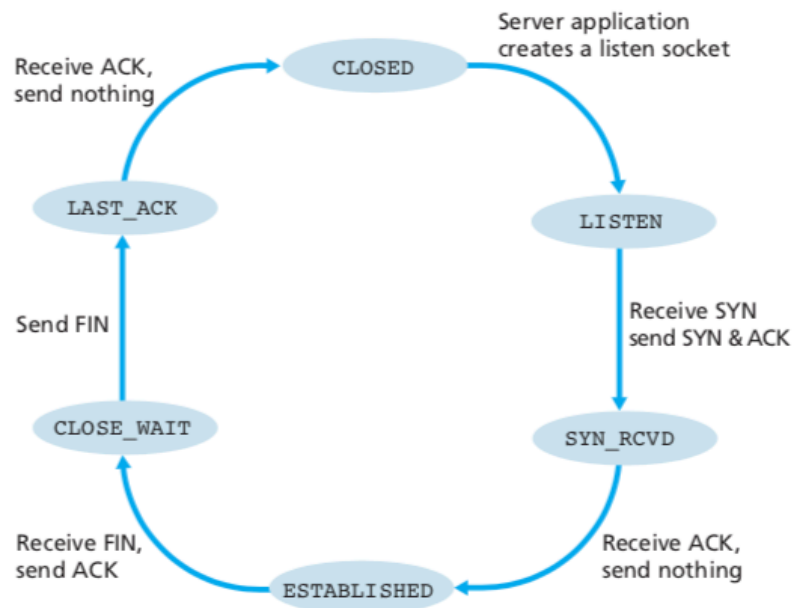 Server application
creates a listen socket
Receive ACK,
send nothing
CLOSED
LAST_ACK
LISTEN
Send FIN
Receive SYN
send SYN & ACK
CLOSE_WAIT
SYN_RCVD
Receive FIN,
send ACK
Receive ACK,
send nothing
ESTABLISHED